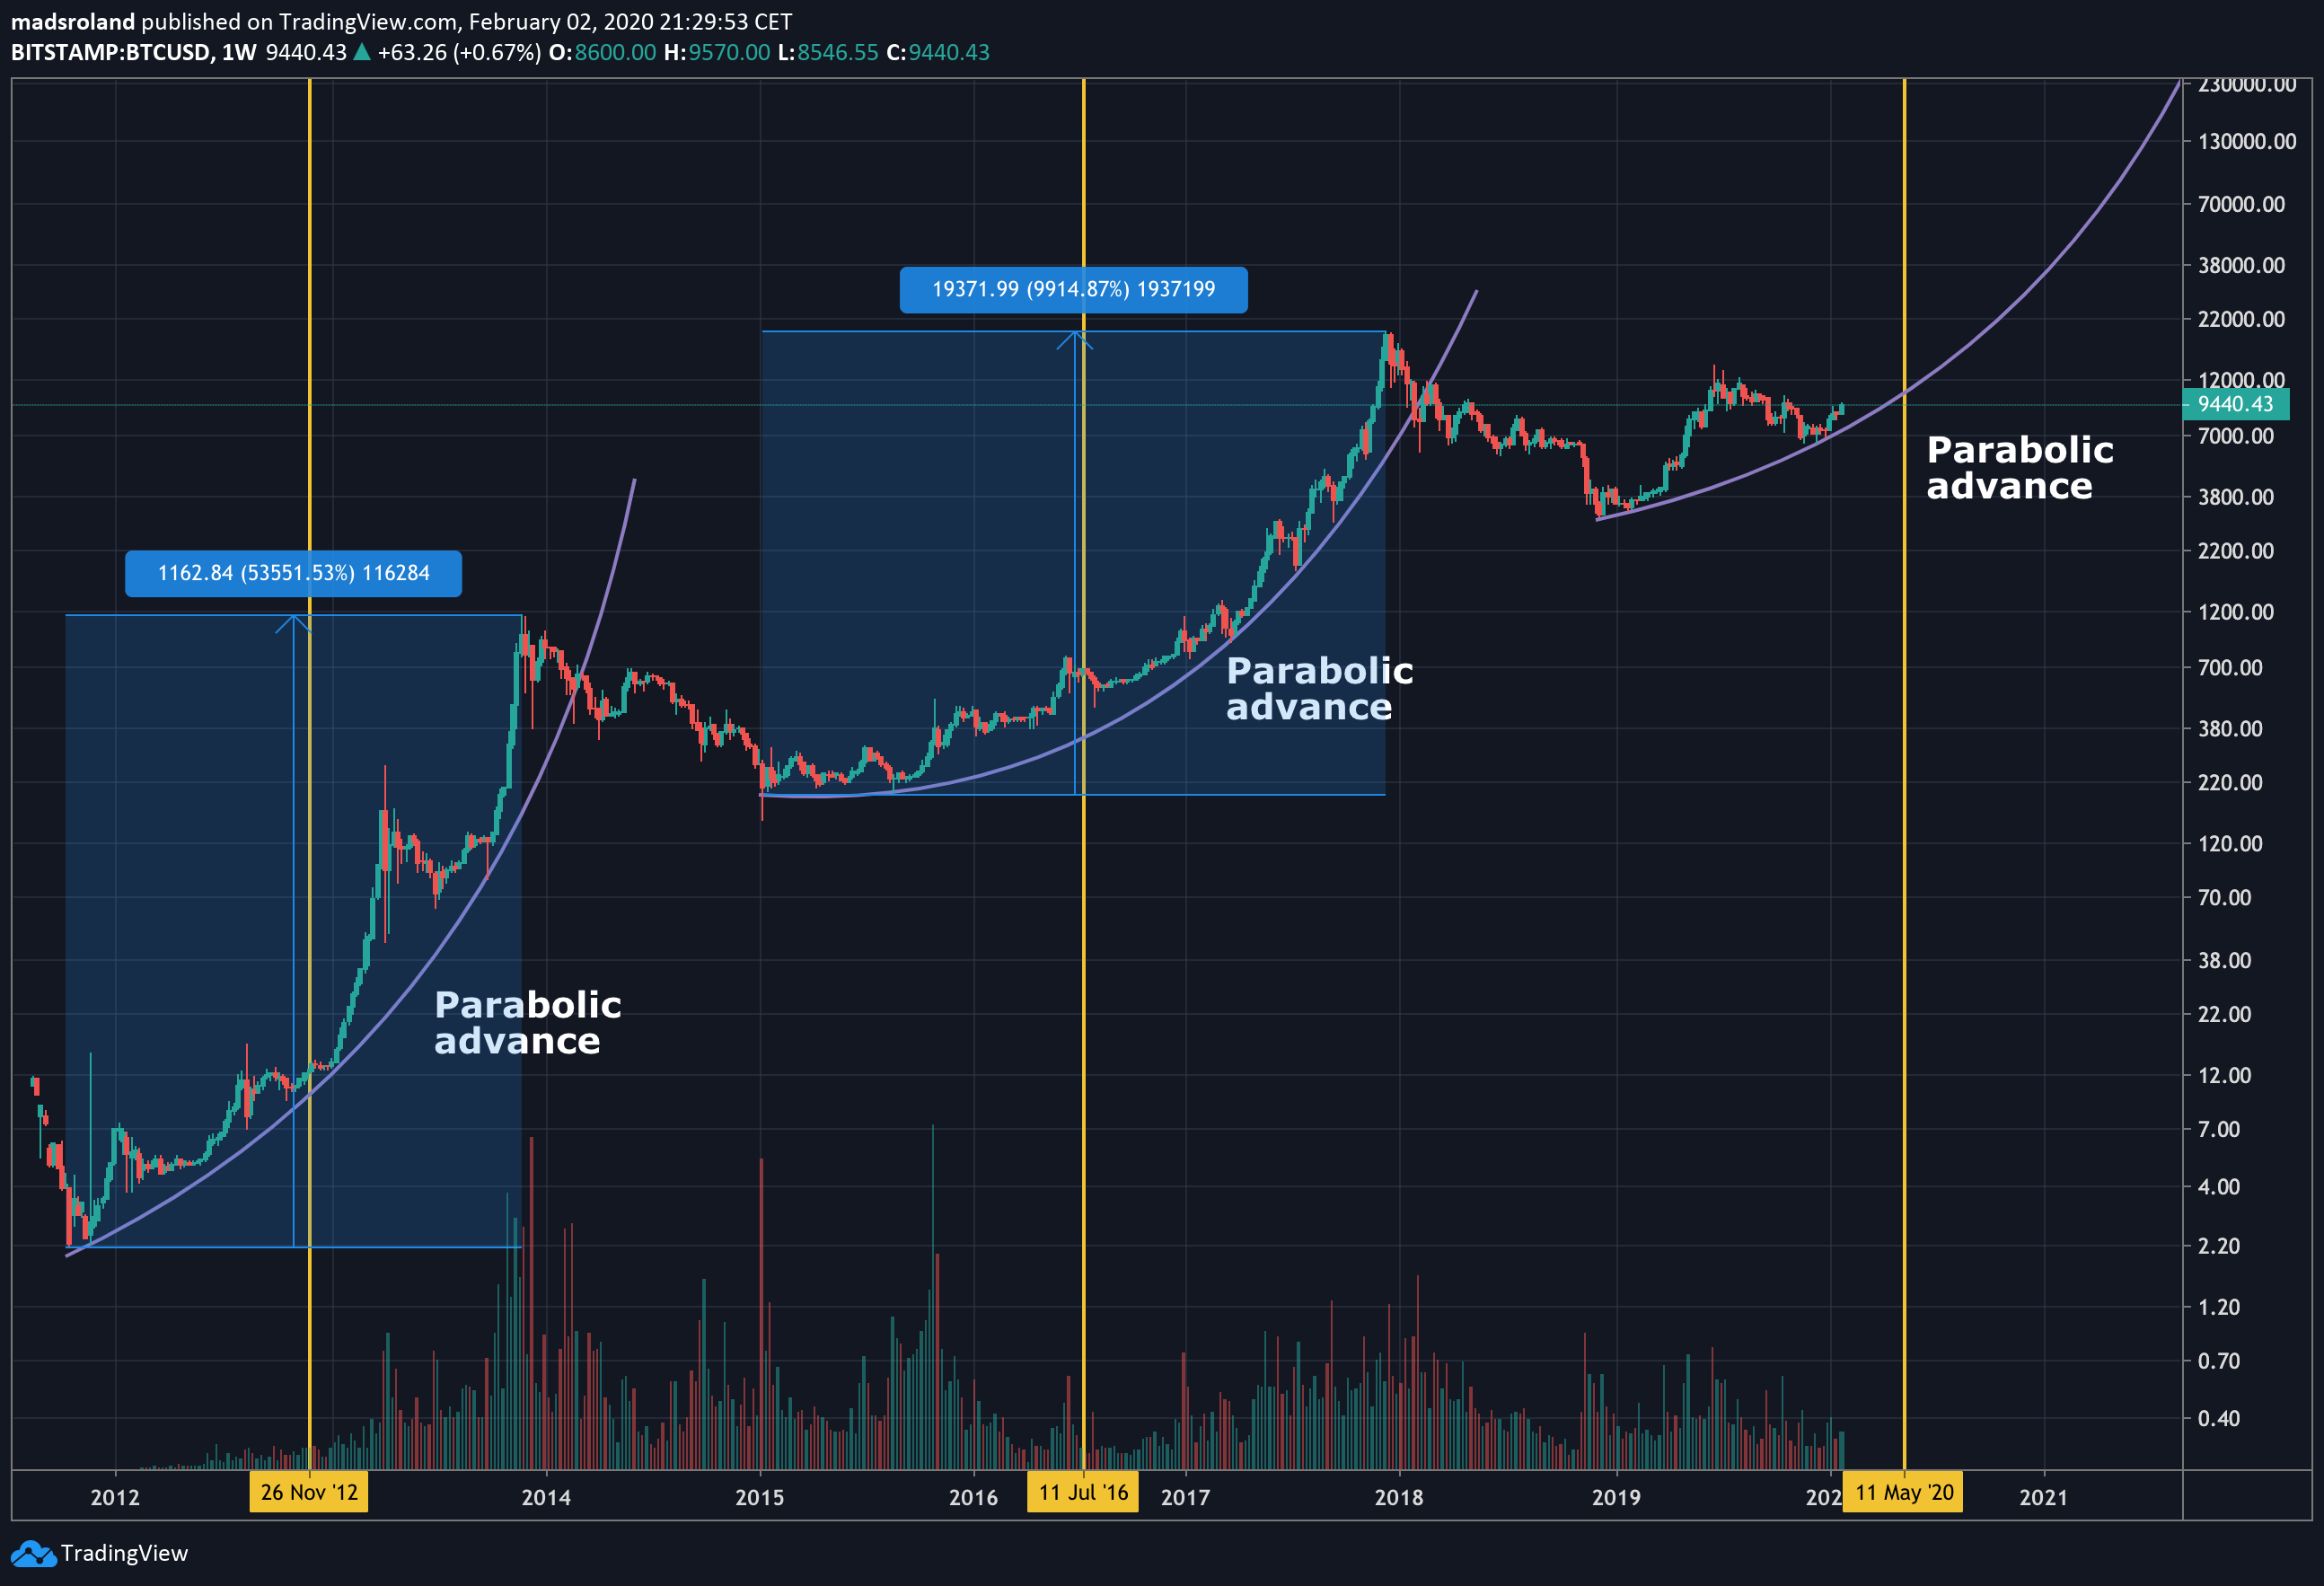 madsroland published on TradingView.com, February 02, 2020 21:29:53 CET
BITSTAMP:BTCUSD, 1W 9440.43 ▲ +63.26 (+0.67%) O:8600.00 H:9570.00 L:8546.55 C:9440.43
230000.00
130000.00
70000.00
38000.00
19371.99 (9914.87%) 1937199
22000.00
12000.00
9440.43
7000.00
Parabolic
advance
3800.00
2200.00
1162.84 (53551.53%) 116284
1200.00
700.00
Parabolic
advance
380.00
220.00
120.00
70.00
38.00
Parabolic
advance
22.00
12.00
7.00
4.00
2.20
1.20
0.70
0.40
2012 26 Nov '12 2014 2015 2016 11 Jul '16 2017 2018 2019 202 11 May '20 2021
TradingView